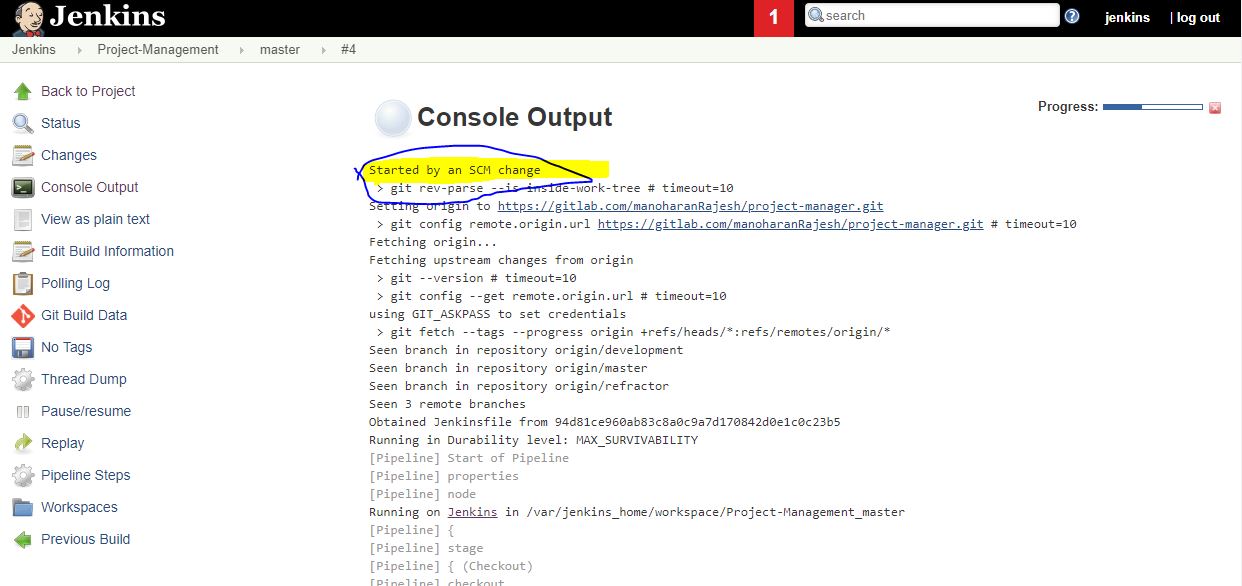 Jenkins
1
search
jenkins
| log out
Jenkins
Project-Management
master
#4
Back to Project
Status
Changes
Console Output
View as plain text
Edit Build Information
Polling Log
Git Build Data
No Tags
Thread Dump
Pause/resume
Replay
Pipeline Steps
Workspaces
Previous Build
Console Output
Progress:
Started by an SCM change
> git rev-parse --is-inside-work-tree # timeout=10
Setting origin to https://gitlab.com/manoharanRajesh/project-manager.git
> git config remote.origin.url https://gitlab.com/manoharanRajesh/project-manager.git # timeout=10
Fetching origin...
Fetching upstream changes from origin
> git --version # timeout=10
> git config --get remote.origin.url # timeout=10
using GIT_ASKPASS to set credentials
> git fetch --tags --progress origin +refs/heads/*:refs/remotes/origin/*
Seen branch in repository origin/development
Seen branch in repository origin/master
Seen branch in repository origin/refractor
Seen 3 remote branches
Obtained Jenkinsfile from 94d81ce960ab83c8a0c9a7d170842d0e1c0c23b5
Running in Durability level: MAX_SURVIVABILITY
[Pipeline] Start of Pipeline
[Pipeline] properties
[Pipeline] node
Running on Jenkins in /var/jenkins_home/workspace/Project-Management_master
[Pipeline] {
[Pipeline] stage
[Pipeline] { (Checkout)
[Pipeline] checkout